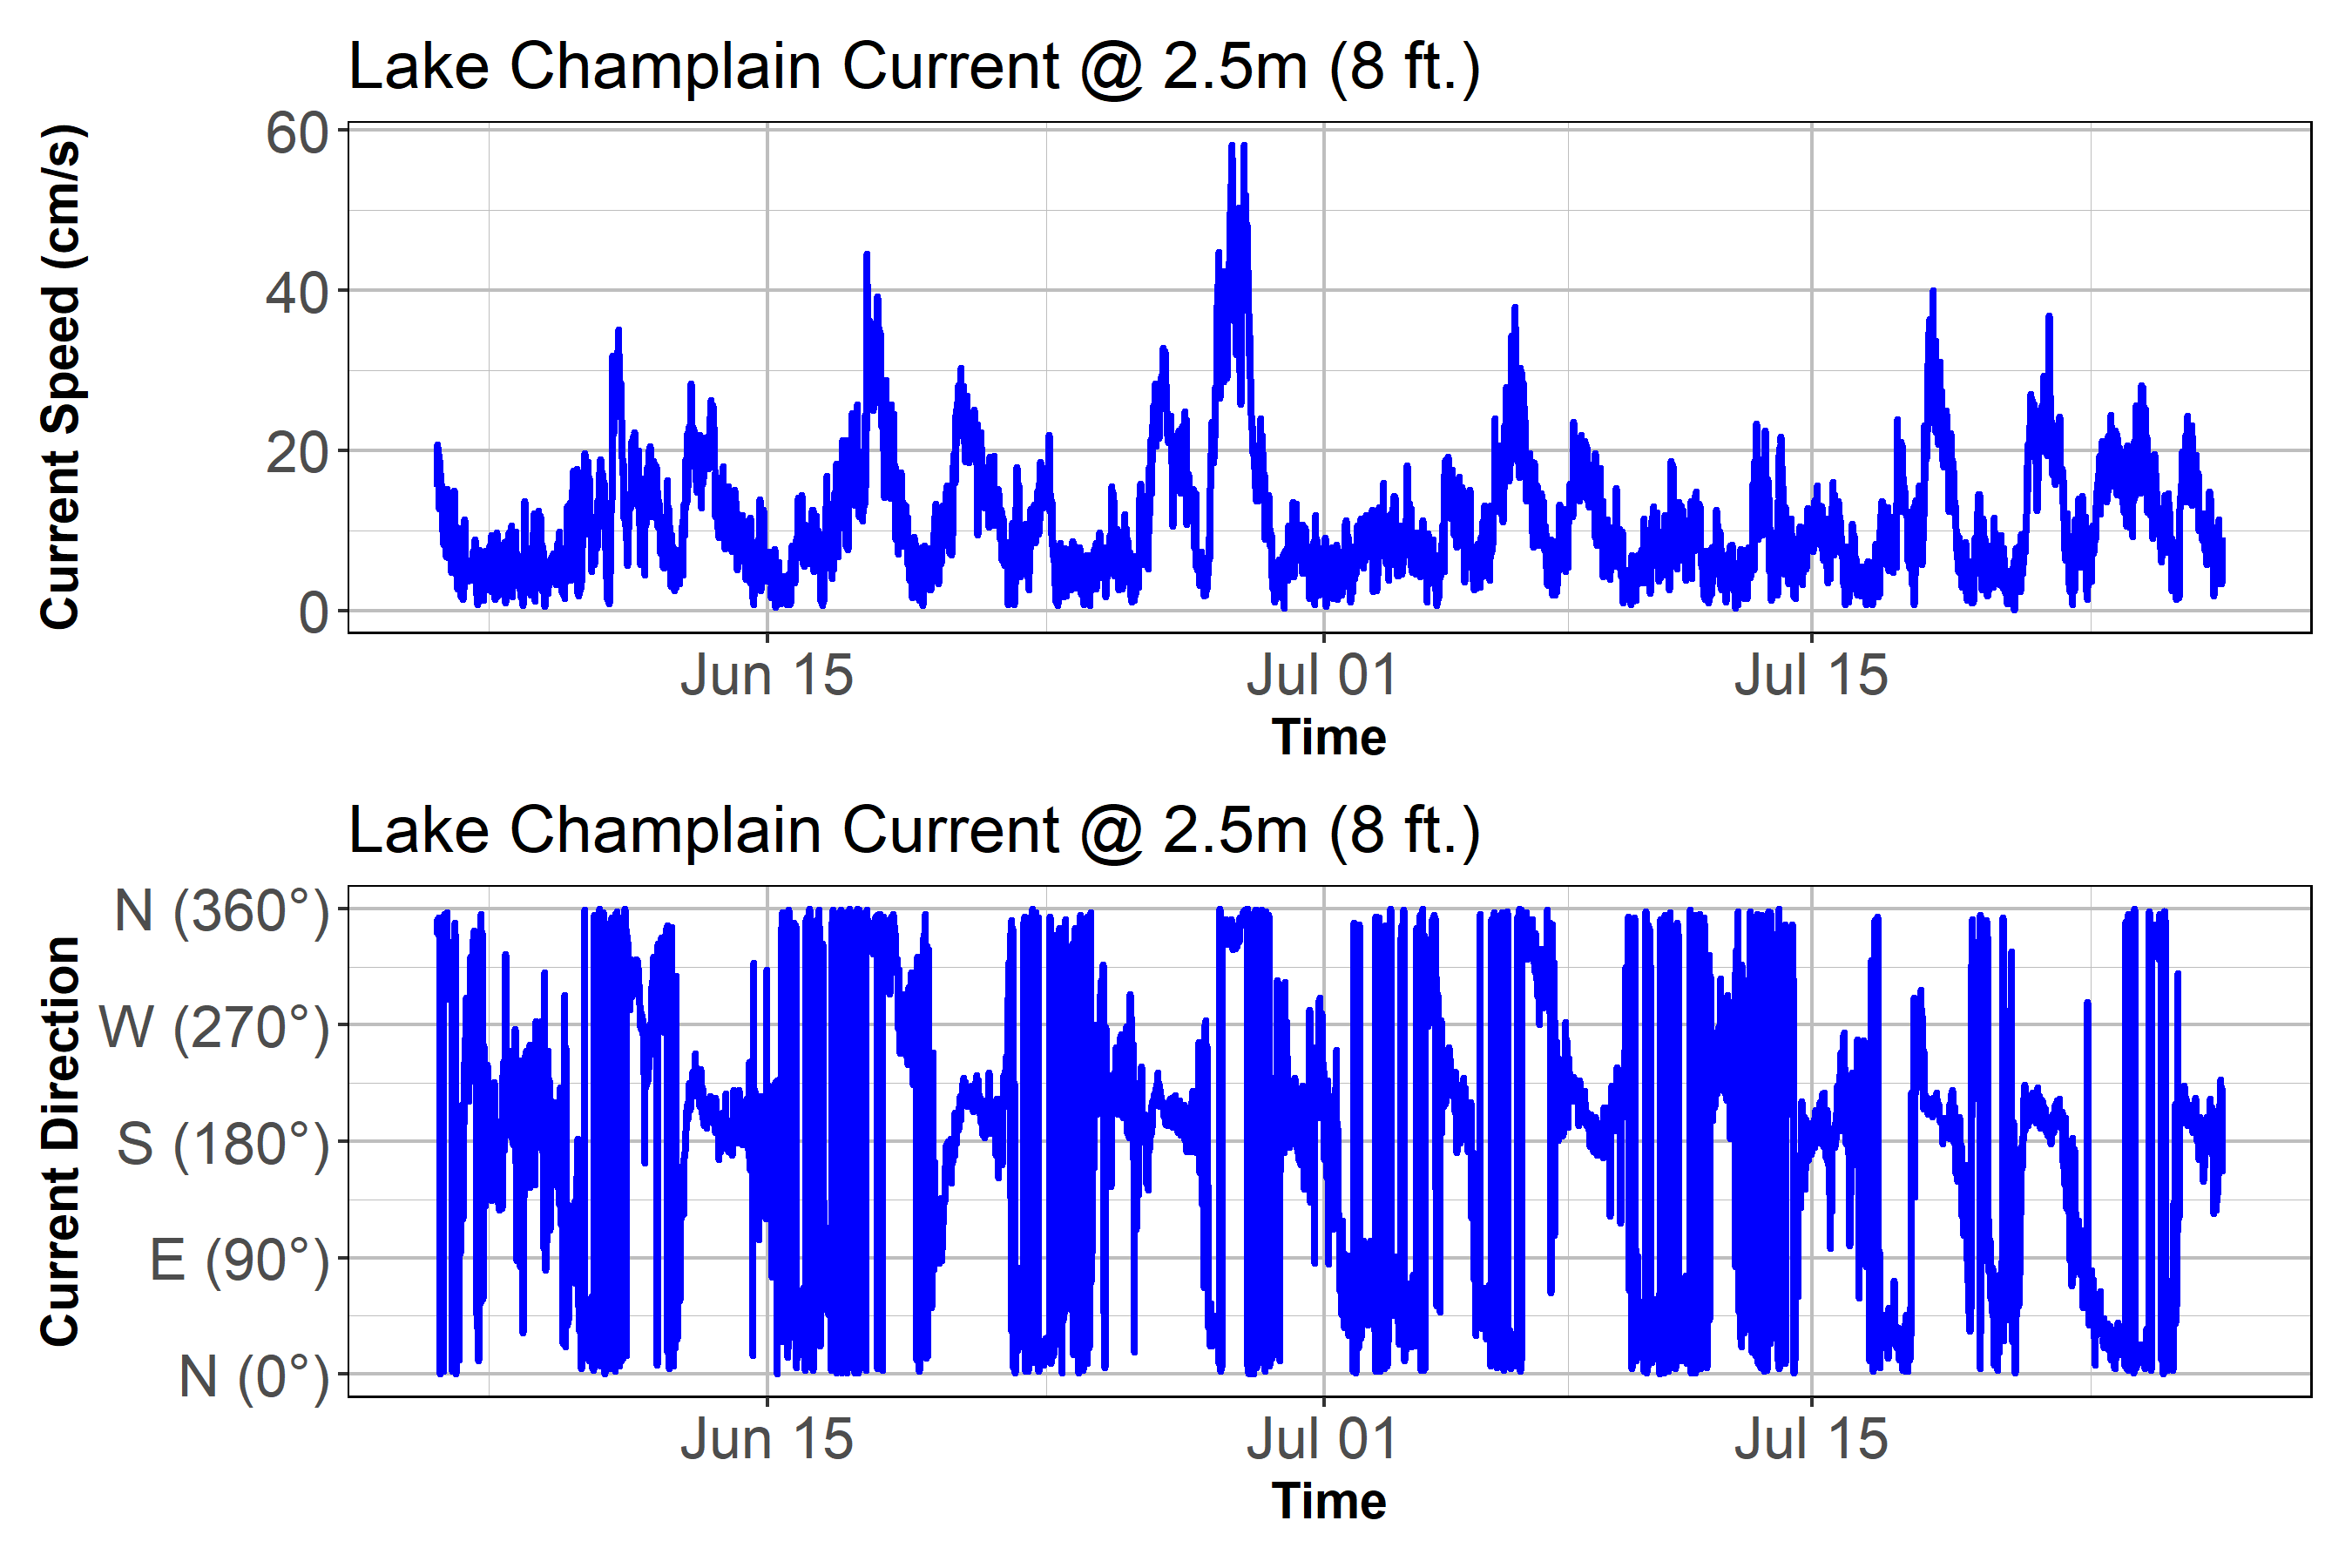 Lake Champlain Current @ 2.5m (8 ft.)
Current Speed (cm/s)
60
40
20
0
Jun 15 Jul 01 Jul 15
Time
Lake Champlain Current @ 2.5m (8 ft.)
Current Direction
N (360°)
W (270°)
S (180°)
E (90°)
N (0°)
Jun 15 Jul 01 Jul 15
Time